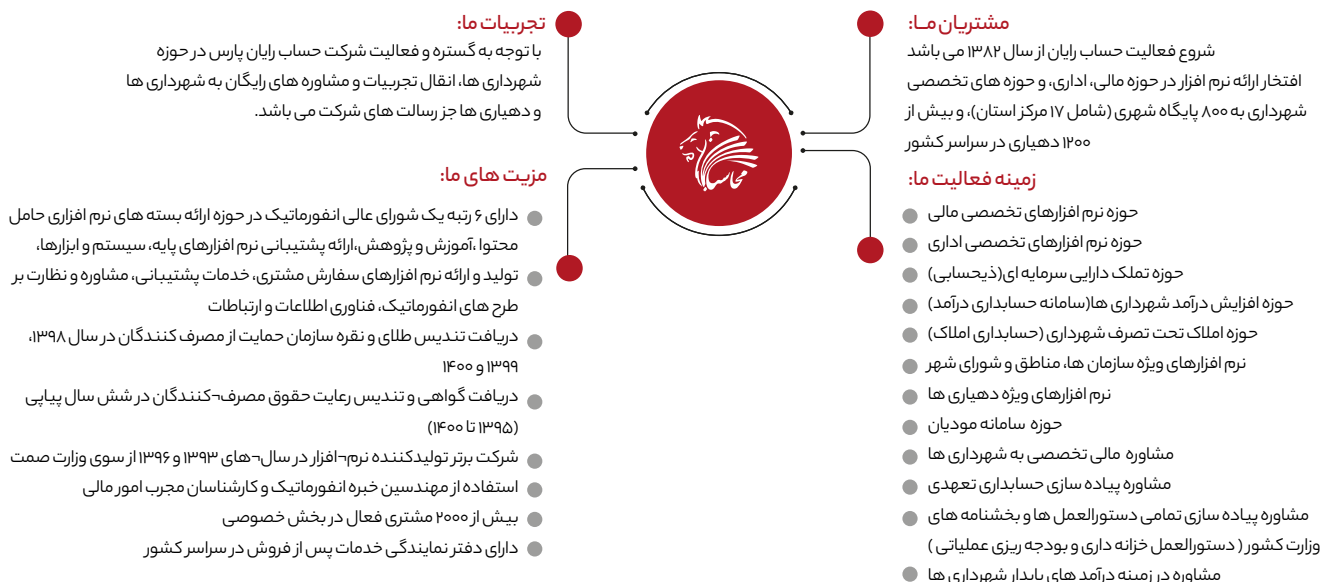 مشتریان مـا:
شروع فعالیت حساب رایان از سال ۱۳۸۲ می باشد
افتخار ارائه نرم افزار در حوزه مالی، اداری، و حوزه های تخصصی
شهرداری به ۸۰۰ پایگاه شهری (شامل ۱۷ مرکز استان)، و بیش از
۱۲۰۰ دهیاری در سراسر کشور
زمینه فعالیت ما:
حوزه نرم افزارهای تخصصی مالی
حوزه نرم افزارهای تخصصی اداری
حوزه تملک دارایی سرمایه ای(ذیحسابی)
حوزه افزایش درآمد شهرداری ها(سامانه حسابداری درآمد)
حوزه املاک تحت تصرف شهرداری (حسابداری املاک)
نرم افزارهای ویژه سازمان ها، مناطق و شورای شهر
نرم افزارهای ویژه دهیاری ها
حوزه سامانه مودیان
مشاوره مالی تخصصی به شهرداری ها
مشاوره پیاده سازی حسابداری تعهدی
مشاوره پیاده سازی تمامی دستورالعمل ها و بخشنامه های
وزارت کشور ( دستورالعمل خزانه داری و بودجه ریزی عملیاتی )
مشاوره در زمینه درآمد های پایدار شهرداری ها
محاسبا
تجربیات ما:
با توجه به گستره و فعالیت شرکت حساب رایان پارس در حوزه
شهرداری ها، انقال تجربیات و مشاوره های رایگان به شهرداری ها
و دهیاری ها جز رسالت های شرکت می باشد.
مزیت های ما:
دارای ۶ رتبه یک شورای عالی انفورماتیک در حوزه ارائه بسته های نرم افزاری حامل
محتوا ،آموزش و پژوهش،ارائه پشتیبانی نرم افزارهای پایه، سیستم و ابزارها،
تولید و ارائه نرم افزارهای سفارش مشتری، خدمات پشتیبانی، مشاوره و نظارت بر
طرح های انفورماتیک، فناوری اطلاعات و ارتباطات
دریافت تندیس طلای و نقره سازمان حمایت از مصرف کنندگان در سال ۱۳۹۸،
۱۳۹۹ و ۱۴۰۰
دریافت گواهی و تندیس رعایت حقوق مصرف¬کنندگان در شش سال پیاپی
(۱۳۹۵ تا ۱۴۰۰)
شرکت برتر تولیدکننده نرم¬افزار در سال¬های ۱۳۹۳ و ۱۳۹۶ از سوی وزارت صمت
استفاده از مهندسین خبره انفورماتیک و کارشناسان مجرب امور مالی
بیش از ۲۰۰۰ مشتری فعال در بخش خصوصی
دارای دفتر نمایندگی خدمات پس از فروش در سراسر کشور